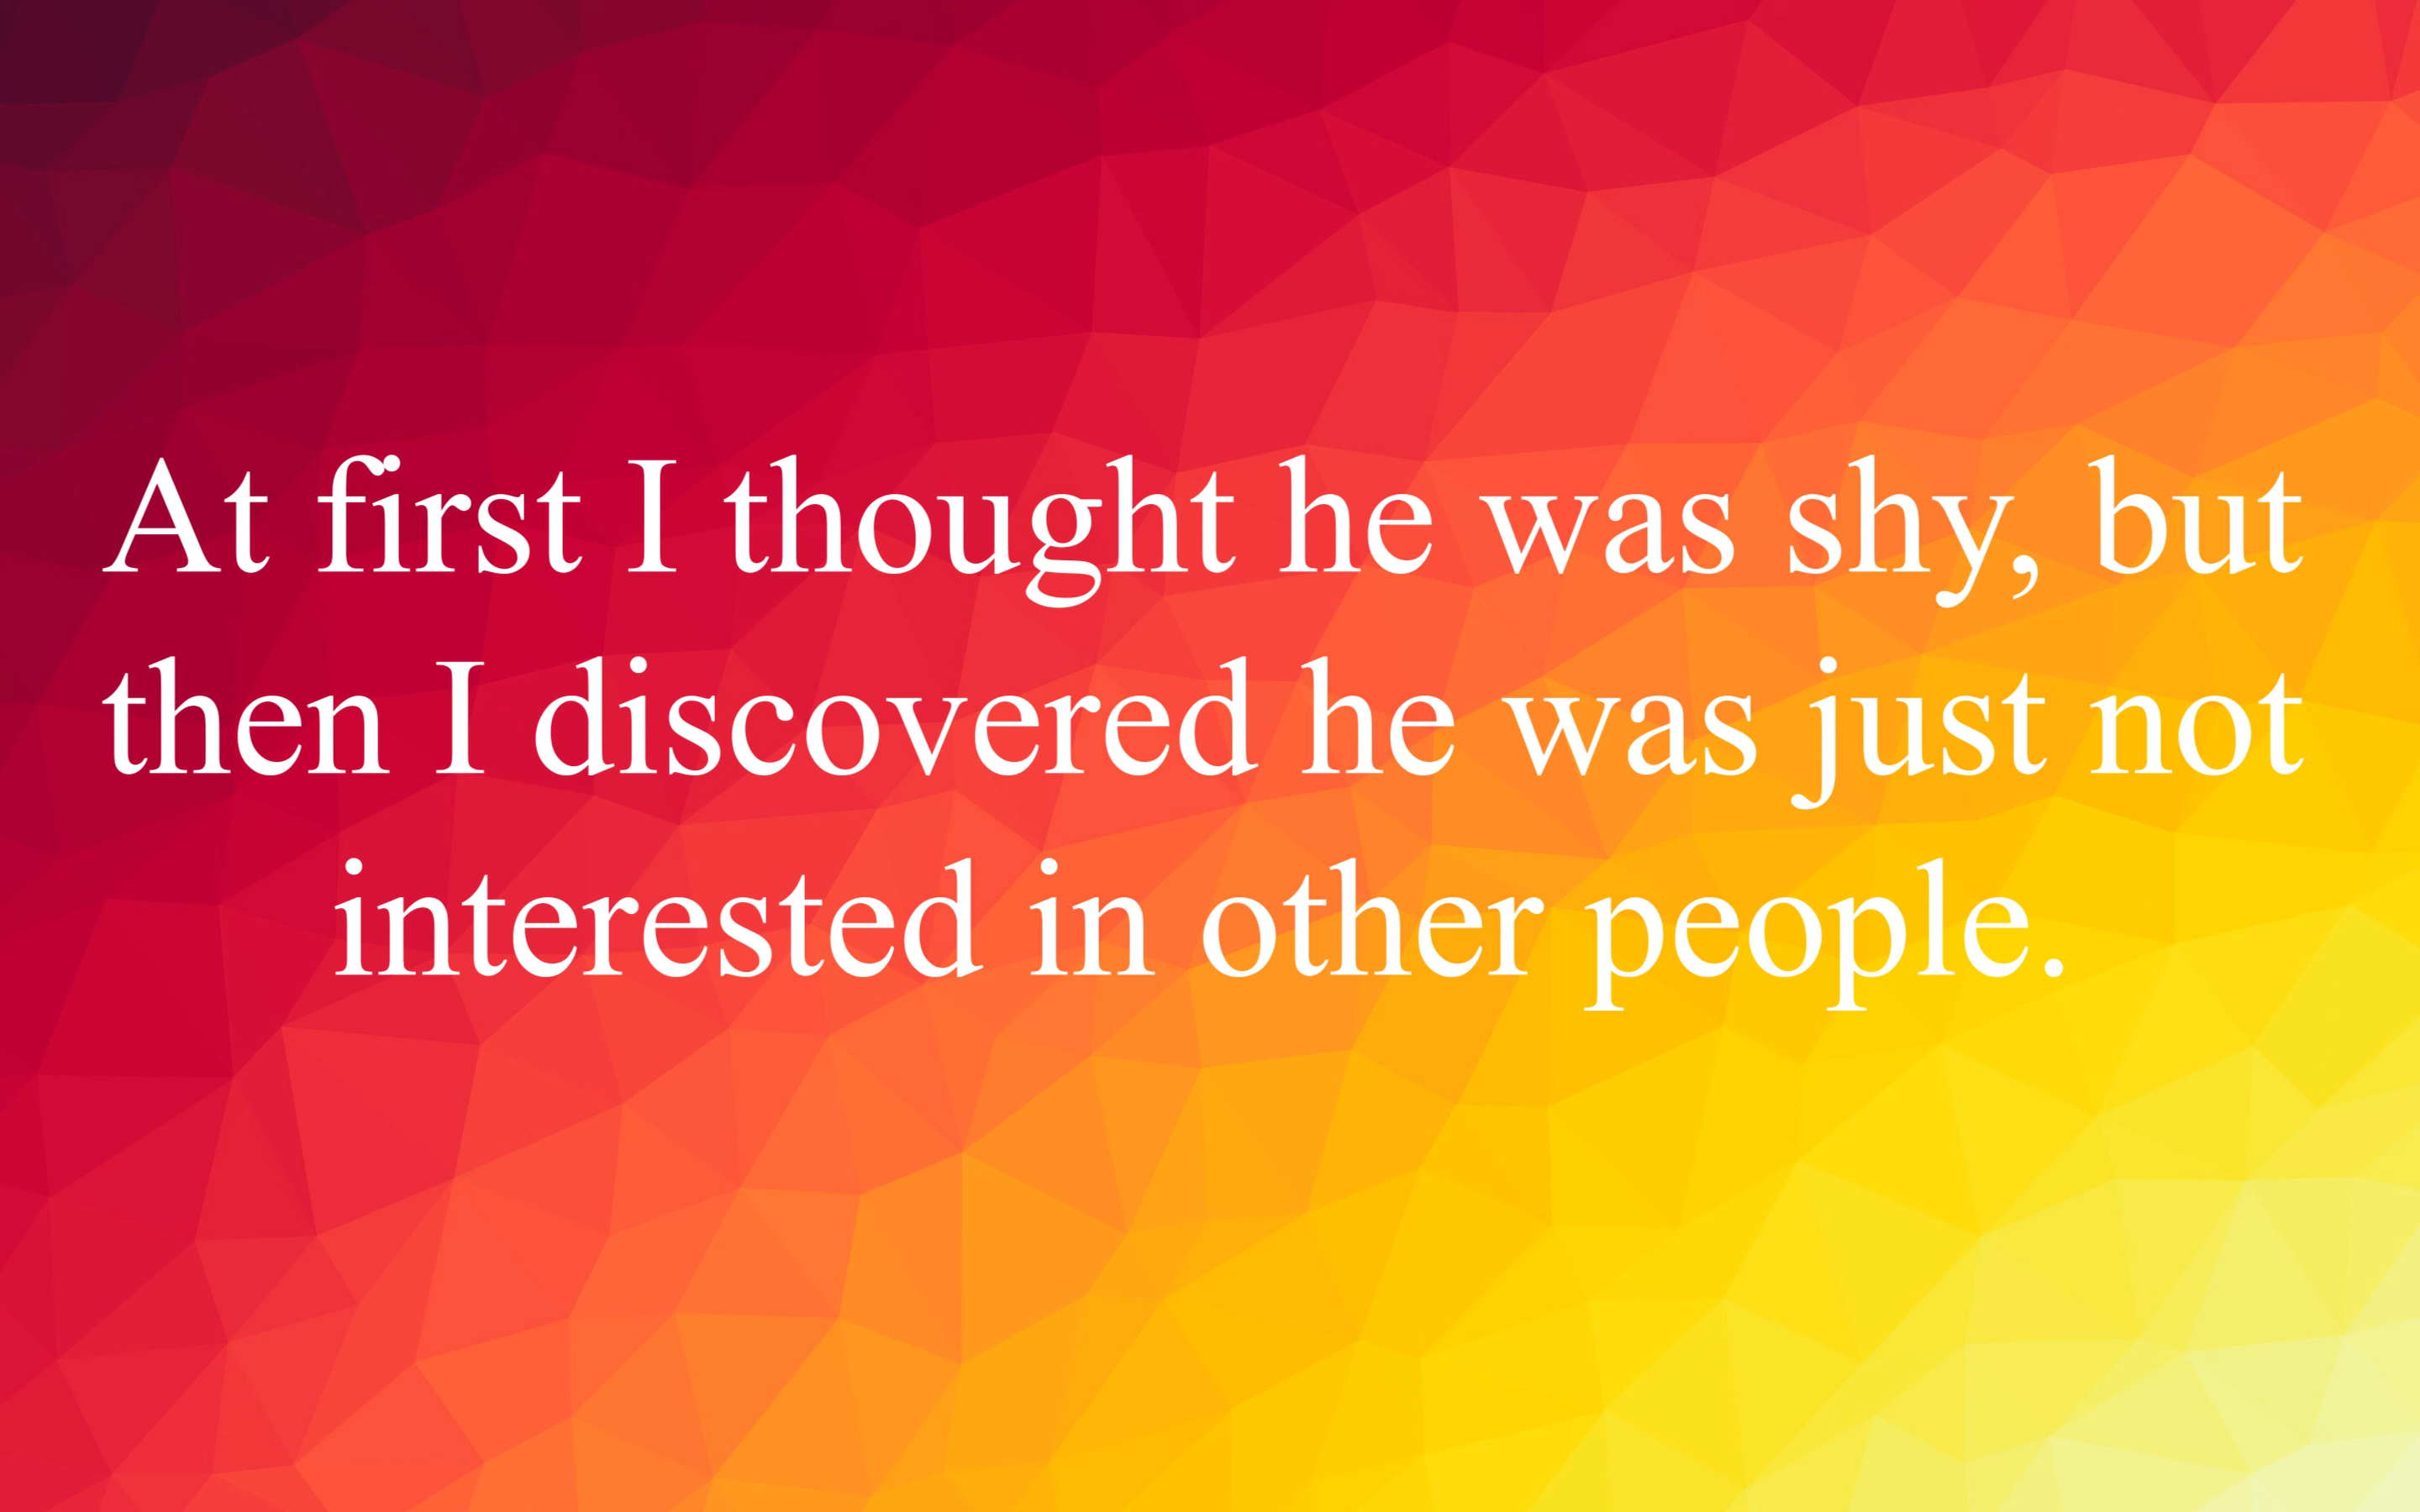 At first I thought he was shy, but
then I discovered he was just not
interested in other people.